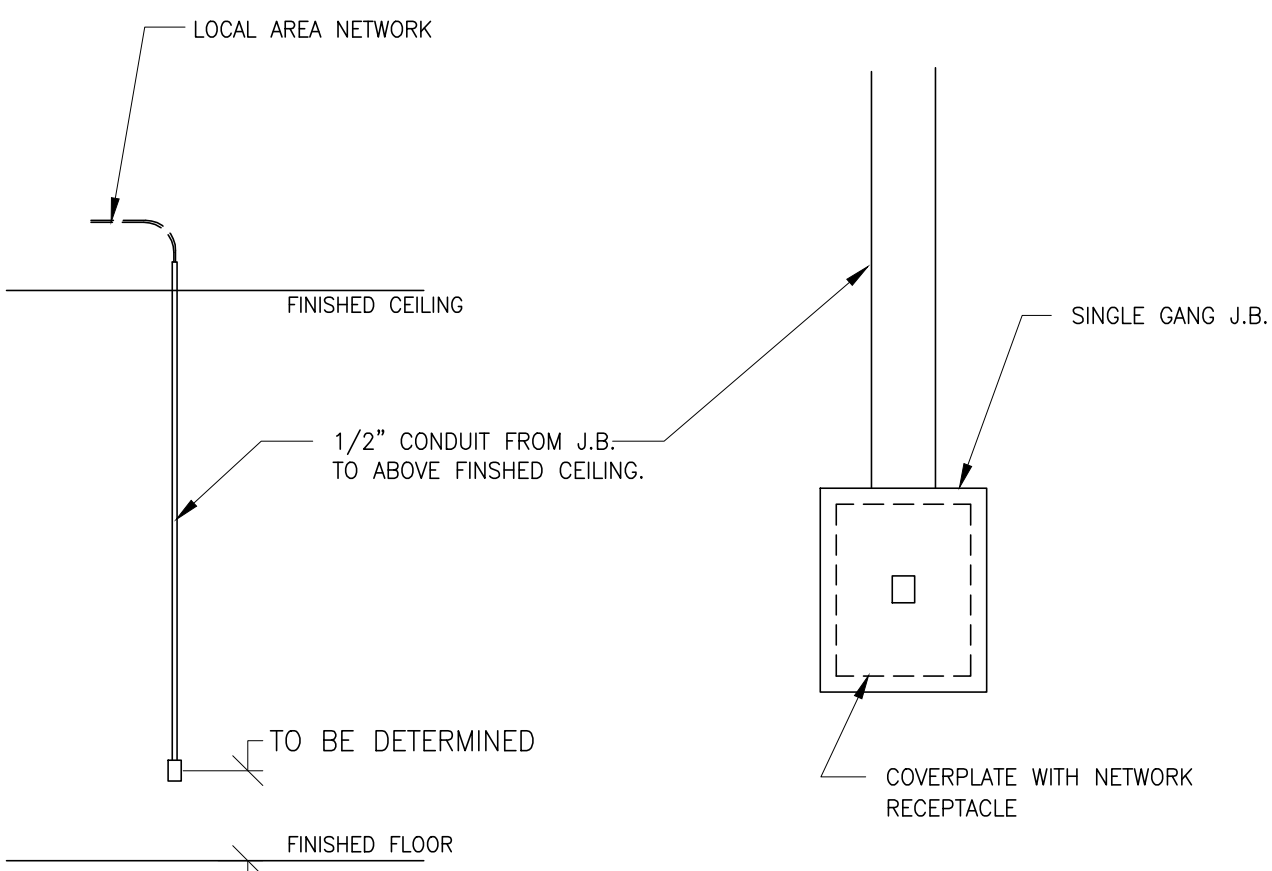 LOCAL AREA NETWORK
FINISHED CEILING
SINGLE GANG J.B.
1/2" CONDUIT FROM J.B.
TO ABOVE FINSHED CEILING.
TO BE DETERMINED
COVERPLATE WITH NETWORK
RECEPTACLE
FINISHED FLOOR